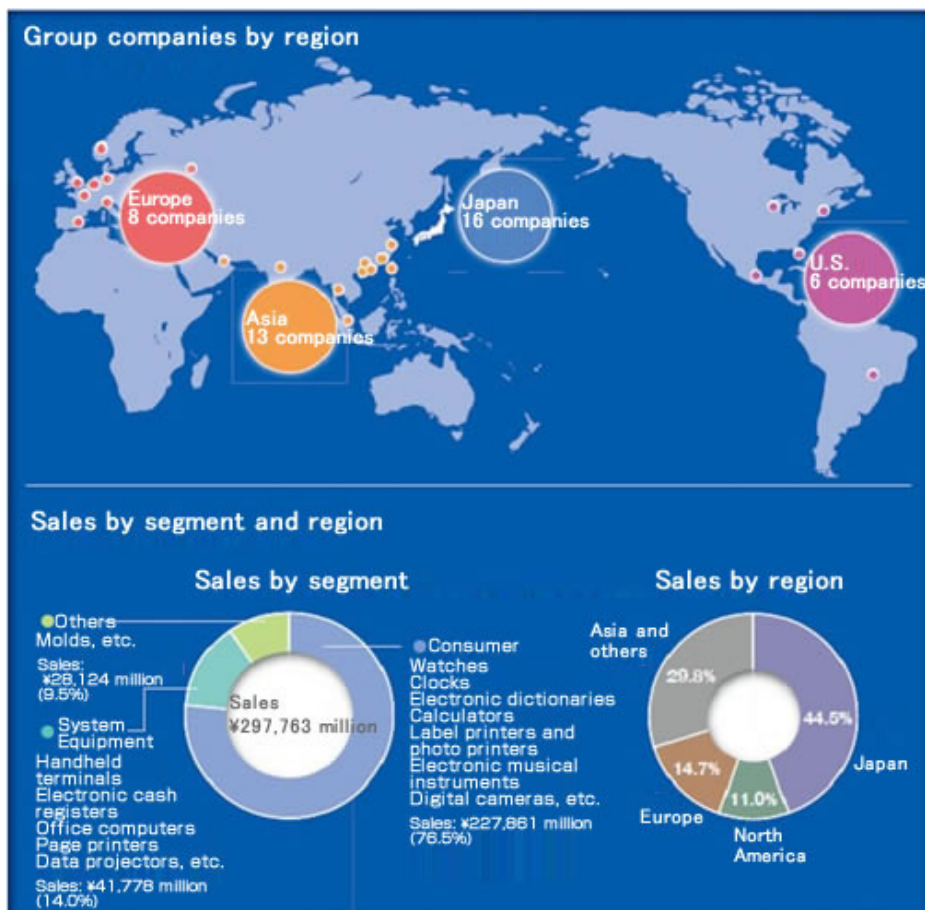 Group companies by region
Europe
8 companies
Japan
16 companies
U.S.
6 companies
Asia
13 companies
Sales by segment and region
Sales by segment
Others
Molds, etc.
Sales:
¥28,124 million
(9.5%)
System
Equipment
Handheld
terminals
Electronic cash
registers
Office computers
Page printers
Data projectors, etc.
Sales: ¥41,778 million
(14.0%)
Sales
¥297,763 million
Consumer
Watches
Clocks
Electronic dictionaries
Calculators
Label printers and
photo printers
Electronic musical
instruments
Digital cameras, etc.
Sales: ¥227,861 million
(76.5%)
Sales by region
Asia and
others
29.8%
44.5%
Japan
14.7%
Europe
11.0%
North
America